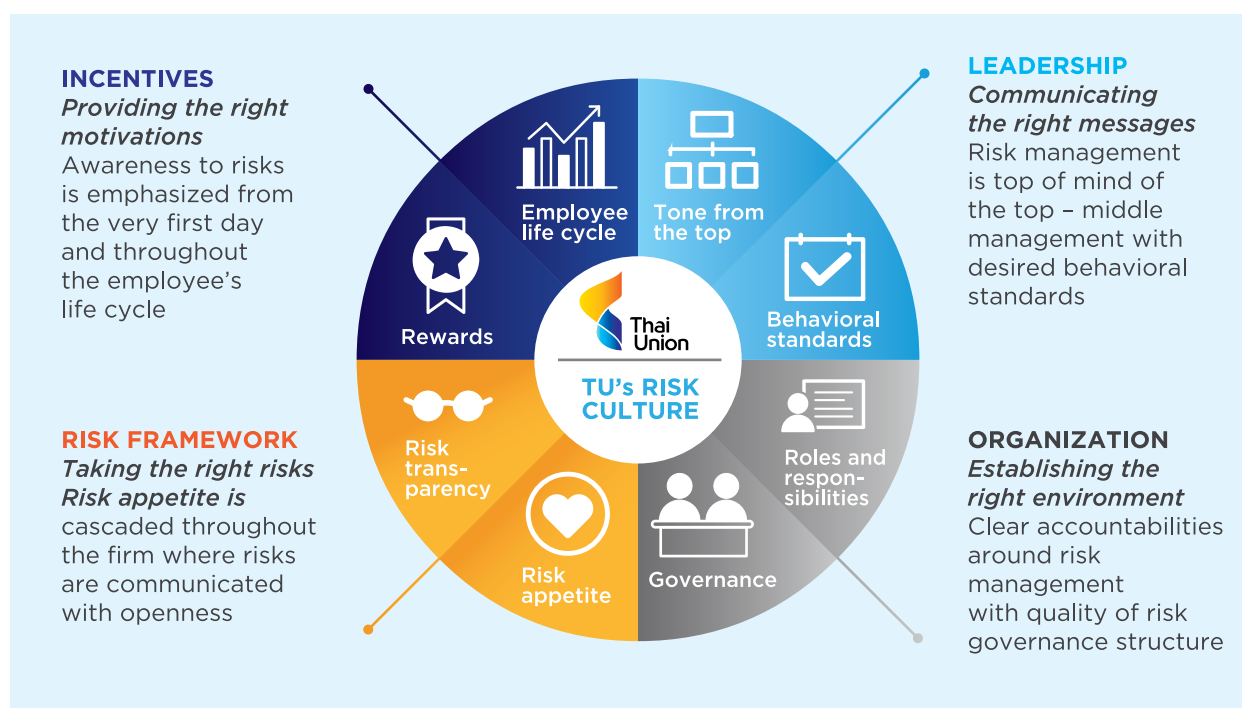 INCENTIVES
Providing the right
motivations
Awareness to risks
is emphasized from
the very first day
and throughout
the employee's
life cycle
LEADERSHIP
Communicating
the right messages
Risk management
is top of mind of
the top – middle
management with
desired behavioral
standards
Employee
life cycle
Tone from
the top
Rewards
Behavioral
standards
Thai
Union
TU's RISK
CULTURE
Risk
trans-
parency
Roles and
respon-
sibilities
Risk
appetite
Governance
RISK FRAMEWORK
Taking the right risks
Risk appetite is
cascaded throughout
the firm where risks
are communicated
with openness
ORGANIZATION
Establishing the
right environment
Clear accountabilities
around risk
management
with quality of risk
governance structure